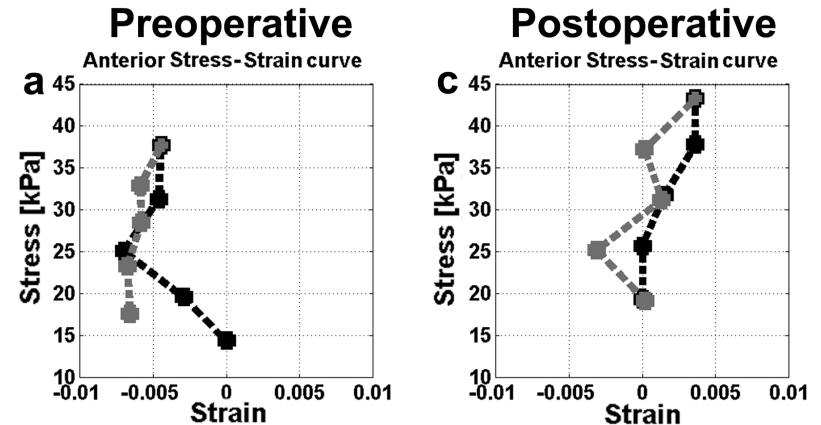 Preoperative
Anterior Stress-Strain curve
a
45
40
35
30
25
20
15
10
Stress [kPa]
-0.01 -0.005 0 0.005 0.01
Strain
Postoperative
Anterior Stress-Strain curve
c
45
40
35
30
25
20
15
10
Stress [kPa]
-0.01 -0.005 0 0.005 0.01
Strain